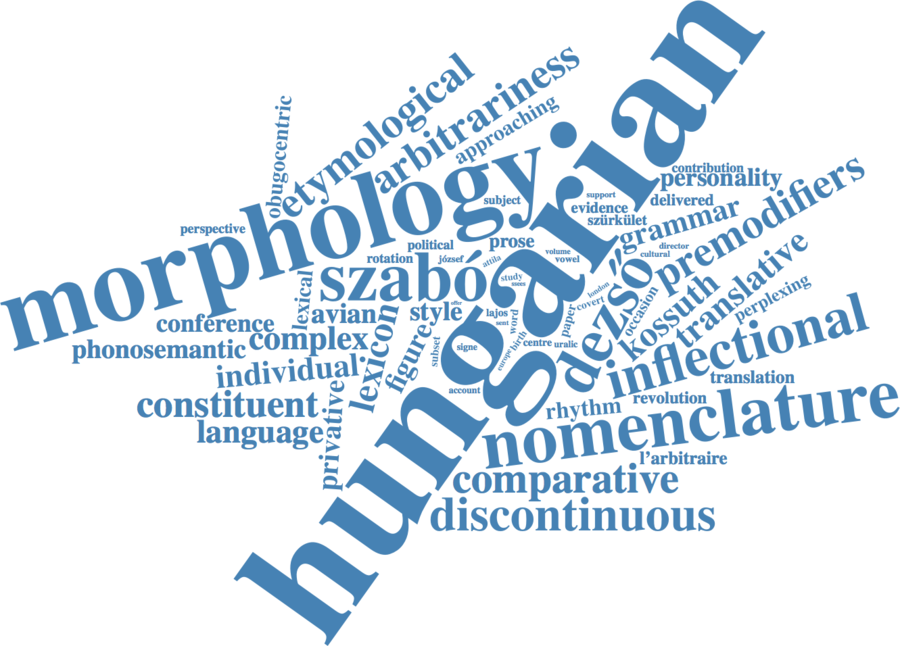 hungarian
morphology
nomenclature
etymological
arbitrariness
approaching
obugocentric
perspective
contribution
personality
delivered
support
evidence
szürkület
subject
grammar
premodifiers
director
cultural
political
prose
rotation
józsef
attila
volume
vowel
study
szabó
dezső
london
covert
occasion
kossuth
translative
perplexing
lexical
avian
style
offer
lajos
sent
word
paper
conference
complex
phonosemantic
lexicon
figure
subset
signe
europe
birth
centre
uralic
inflectional
translation
individual
account
revolution
rhythm
constituent
privative
language
l’arbitraire
comparative
discontinuous